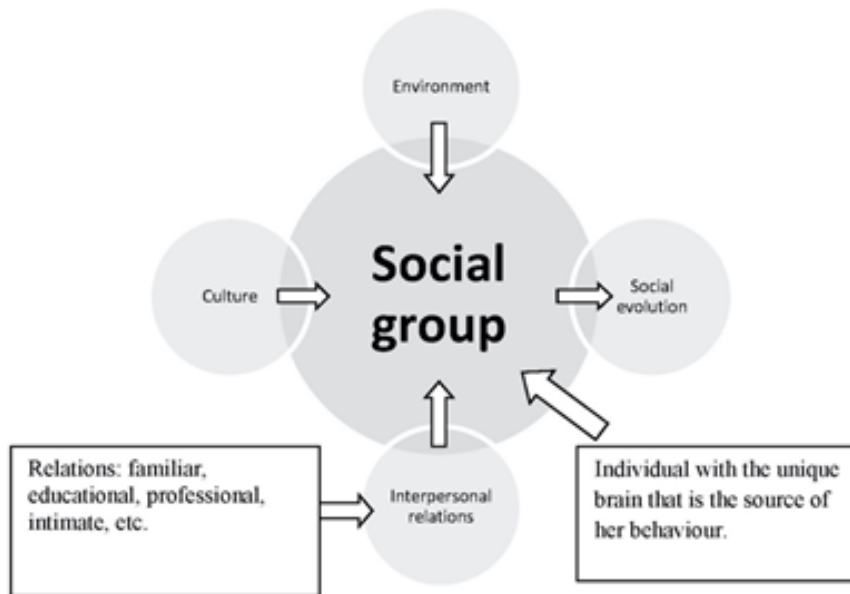 Environment
Culture
Social
group
Social
evolution
Interpersonal
relations
Relations: familiar,
educational, professional,
intimate, etc.
Individual with the unique
brain that is the source of
her behaviour.